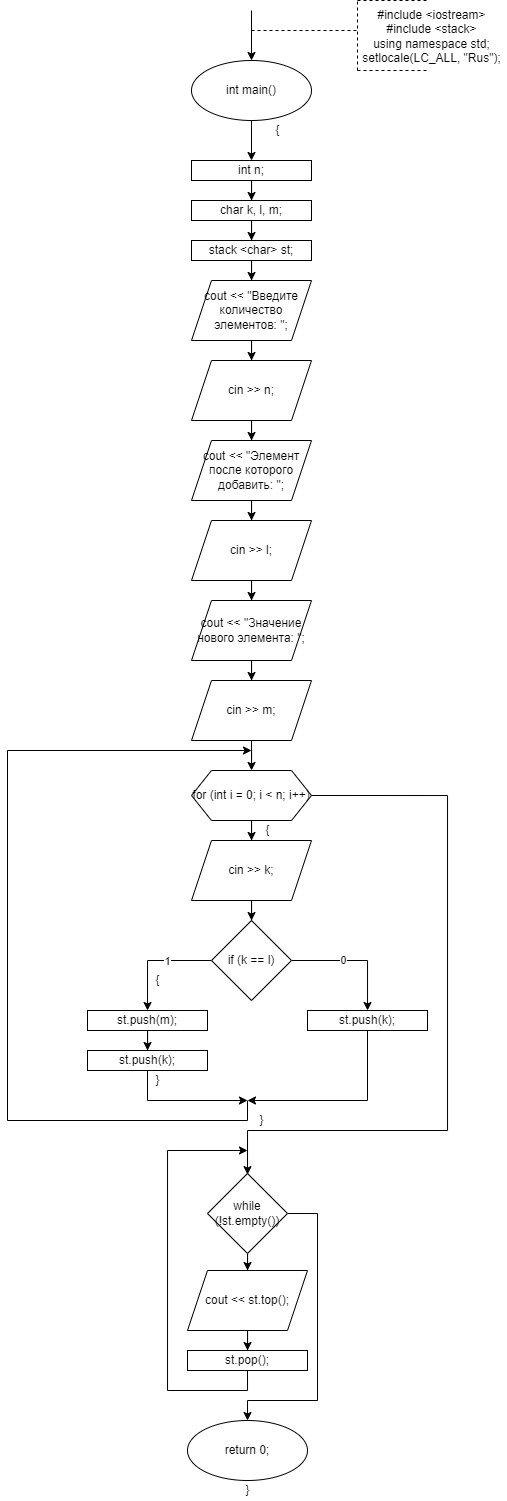 #include <iostream>
#include <stack>
using namespace std;
setlocale(LC_ALL, "Rus");
int main()
{
int n;
char k, l, m;
stack <char> st;
cout << "Введите
количество
элементов: ";
cin >> n;
cout << "Элемент
после которого
добавить: ";
cin >> l;
cout << "Значение
нового элемента: ";
cin >> m;
for (int i = 0; i < n; i++)
{
cin >> k;
if (k == l)
1
0
{
st.push(m);
st.push(k);
st.push(k);
}
}
while
(!st.empty())
cout << st.top();
st.pop();
return 0;
}